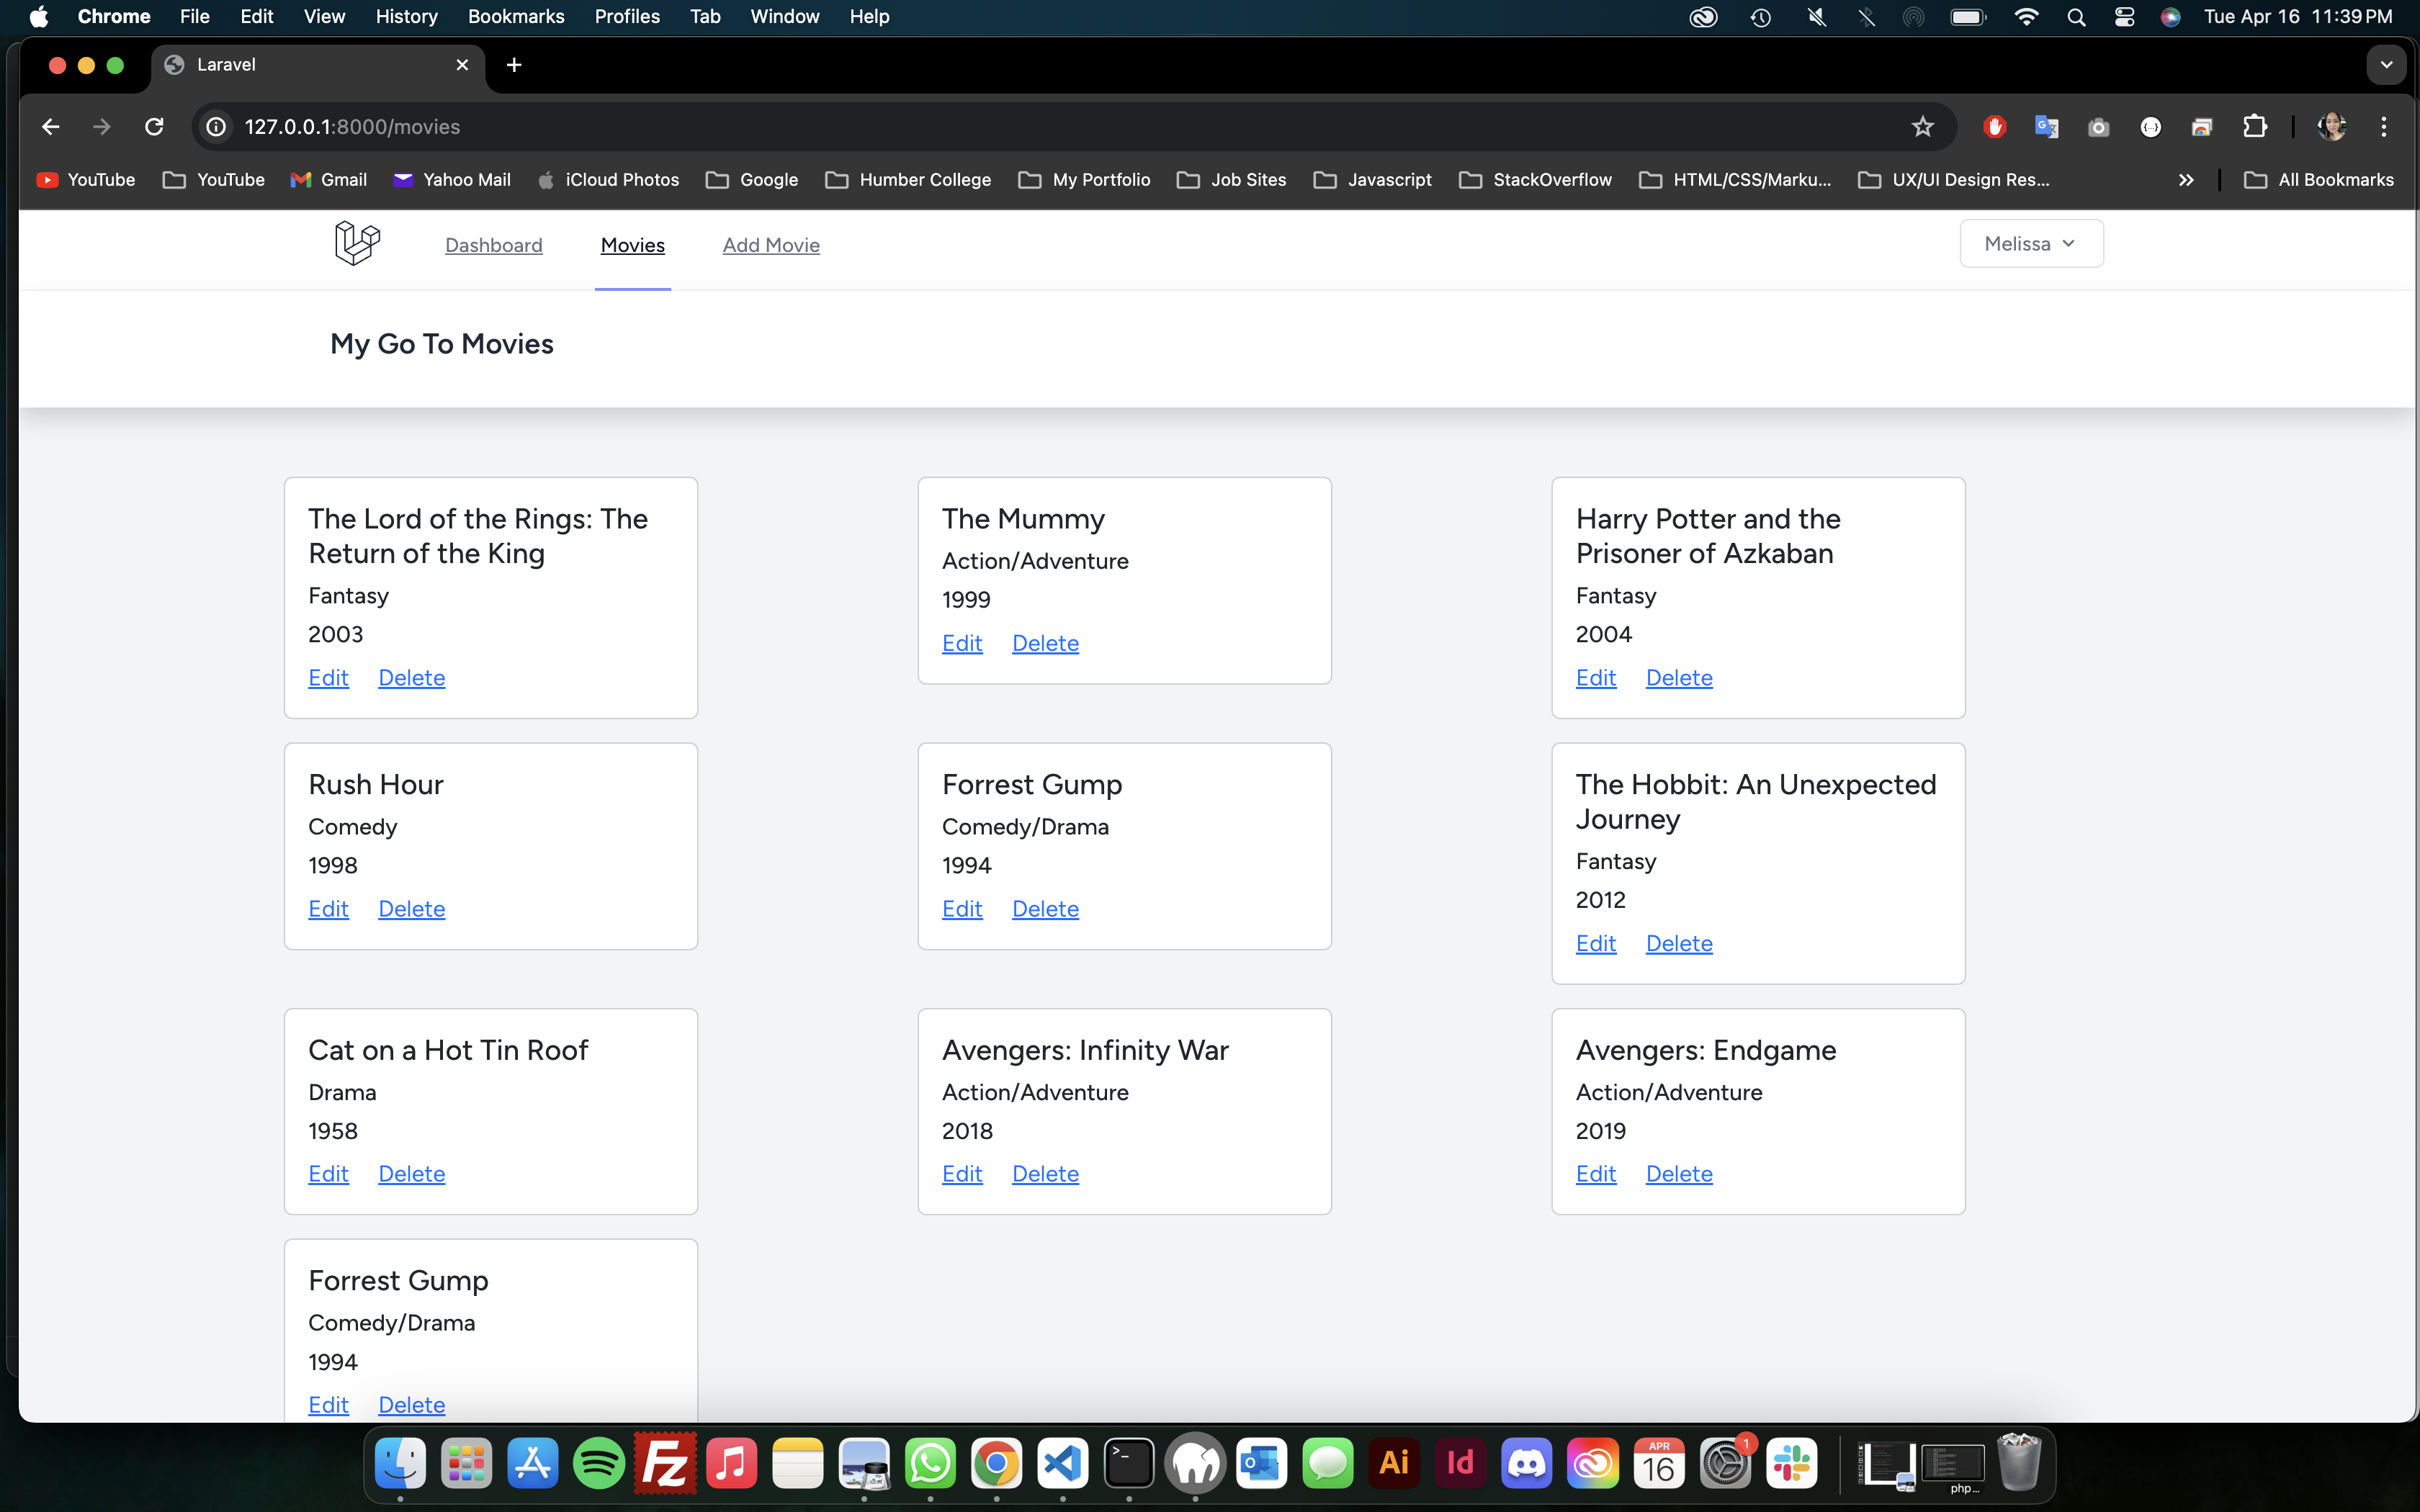 Chrome File Edit View History Bookmarks Profiles Tab Window Help Tue Apr 16 11:39 PM
Laravel
127.0.0.1:8000/movies
YouTube YouTube Gmail Yahoo Mail iCloud Photos Google Humber College My Portfolio Job Sites Javascript StackOverflow HTML/CSS/Marku... UX/UI Design Res... All Bookmarks
Dashboard Movies Add Movie Melissa
My Go To Movies
The Lord of the Rings: The
Return of the King
Fantasy
2003
Edit Delete
The Mummy
Action/Adventure
1999
Edit Delete
Harry Potter and the
Prisoner of Azkaban
Fantasy
2004
Edit Delete
Rush Hour
Comedy
1998
Edit Delete
Forrest Gump
Comedy/Drama
1994
Edit Delete
The Hobbit: An Unexpected
Journey
Fantasy
2012
Edit Delete
Cat on a Hot Tin Roof
Drama
1958
Edit Delete
Avengers: Infinity War
Action/Adventure
2018
Edit Delete
Avengers: Endgame
Action/Adventure
2019
Edit Delete
Forrest Gump
Comedy/Drama
1994
Edit Delete
Fz Ai Id APR 1
16
php...